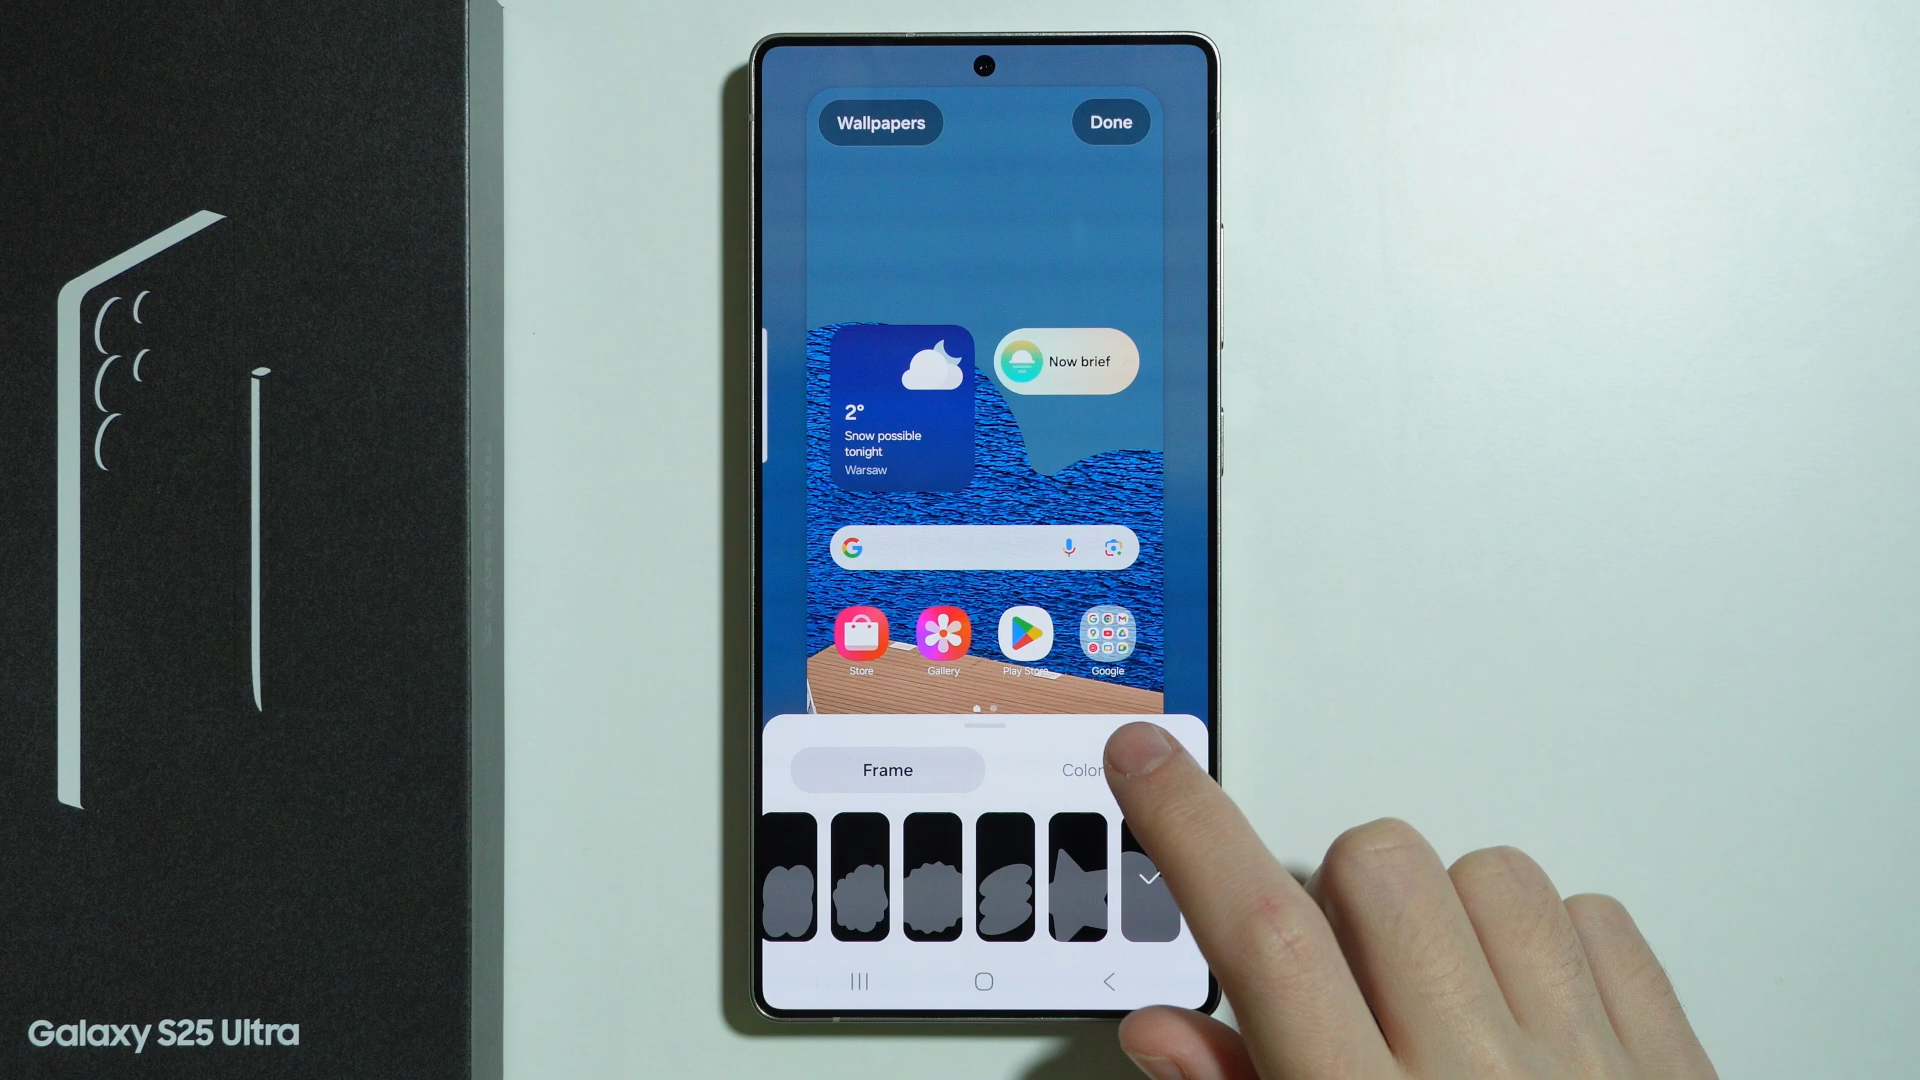 Wallpapers
Done
Now brief
2°
Snow possible
tonight
Warsaw
Store
Gallery
Play Store
Google
Frame
Color
Galaxy S25 Ultra